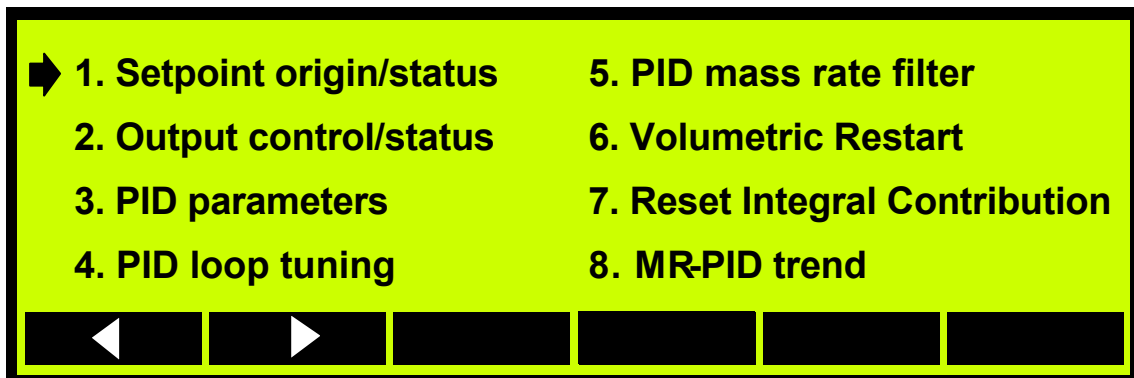 1. Setpoint origin/status
2. Output control/status
3. PID parameters
4. PID loop tuning
5. PID mass rate filter
6. Volumetric Restart
7. Reset Integral Contribution
8. MR-PID trend